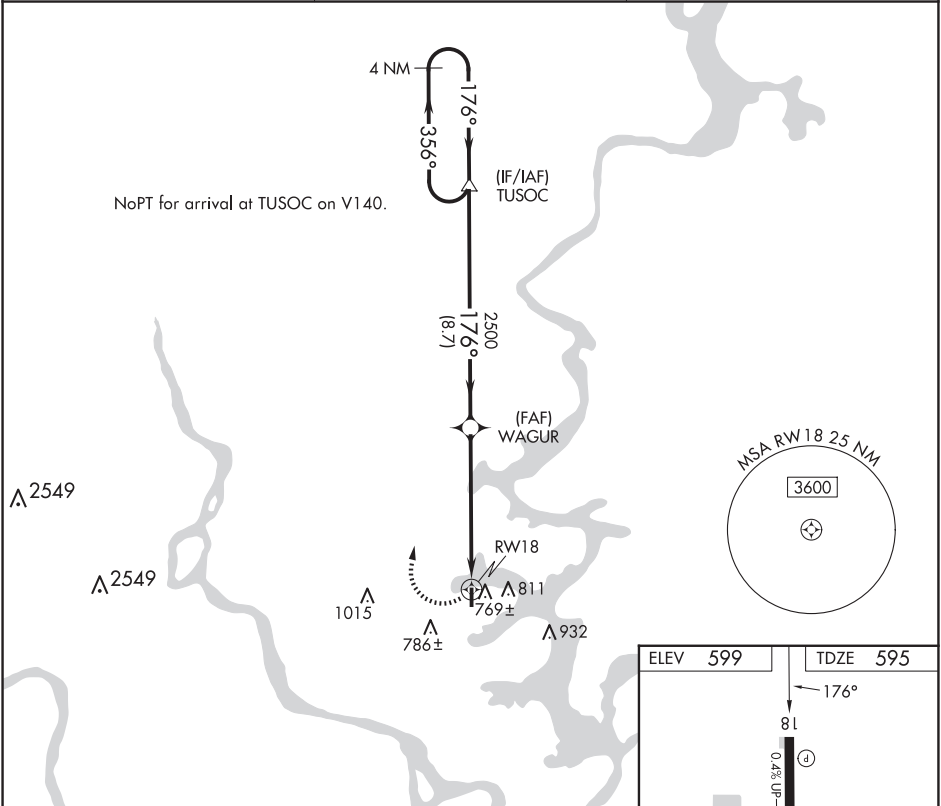 4 NM
176°
356°
(IF/IAF)
TUSOC
NoPT for arrival at TUSOC on V140.
2500
176°
(8.7)
(FAF)
WAGUR
MSA RW18 25 NM
3600
2549
2549
RW18
811
769±
1015
786±
932
ELEV 599
TDZE 595
176°
18
P
0.4% UP